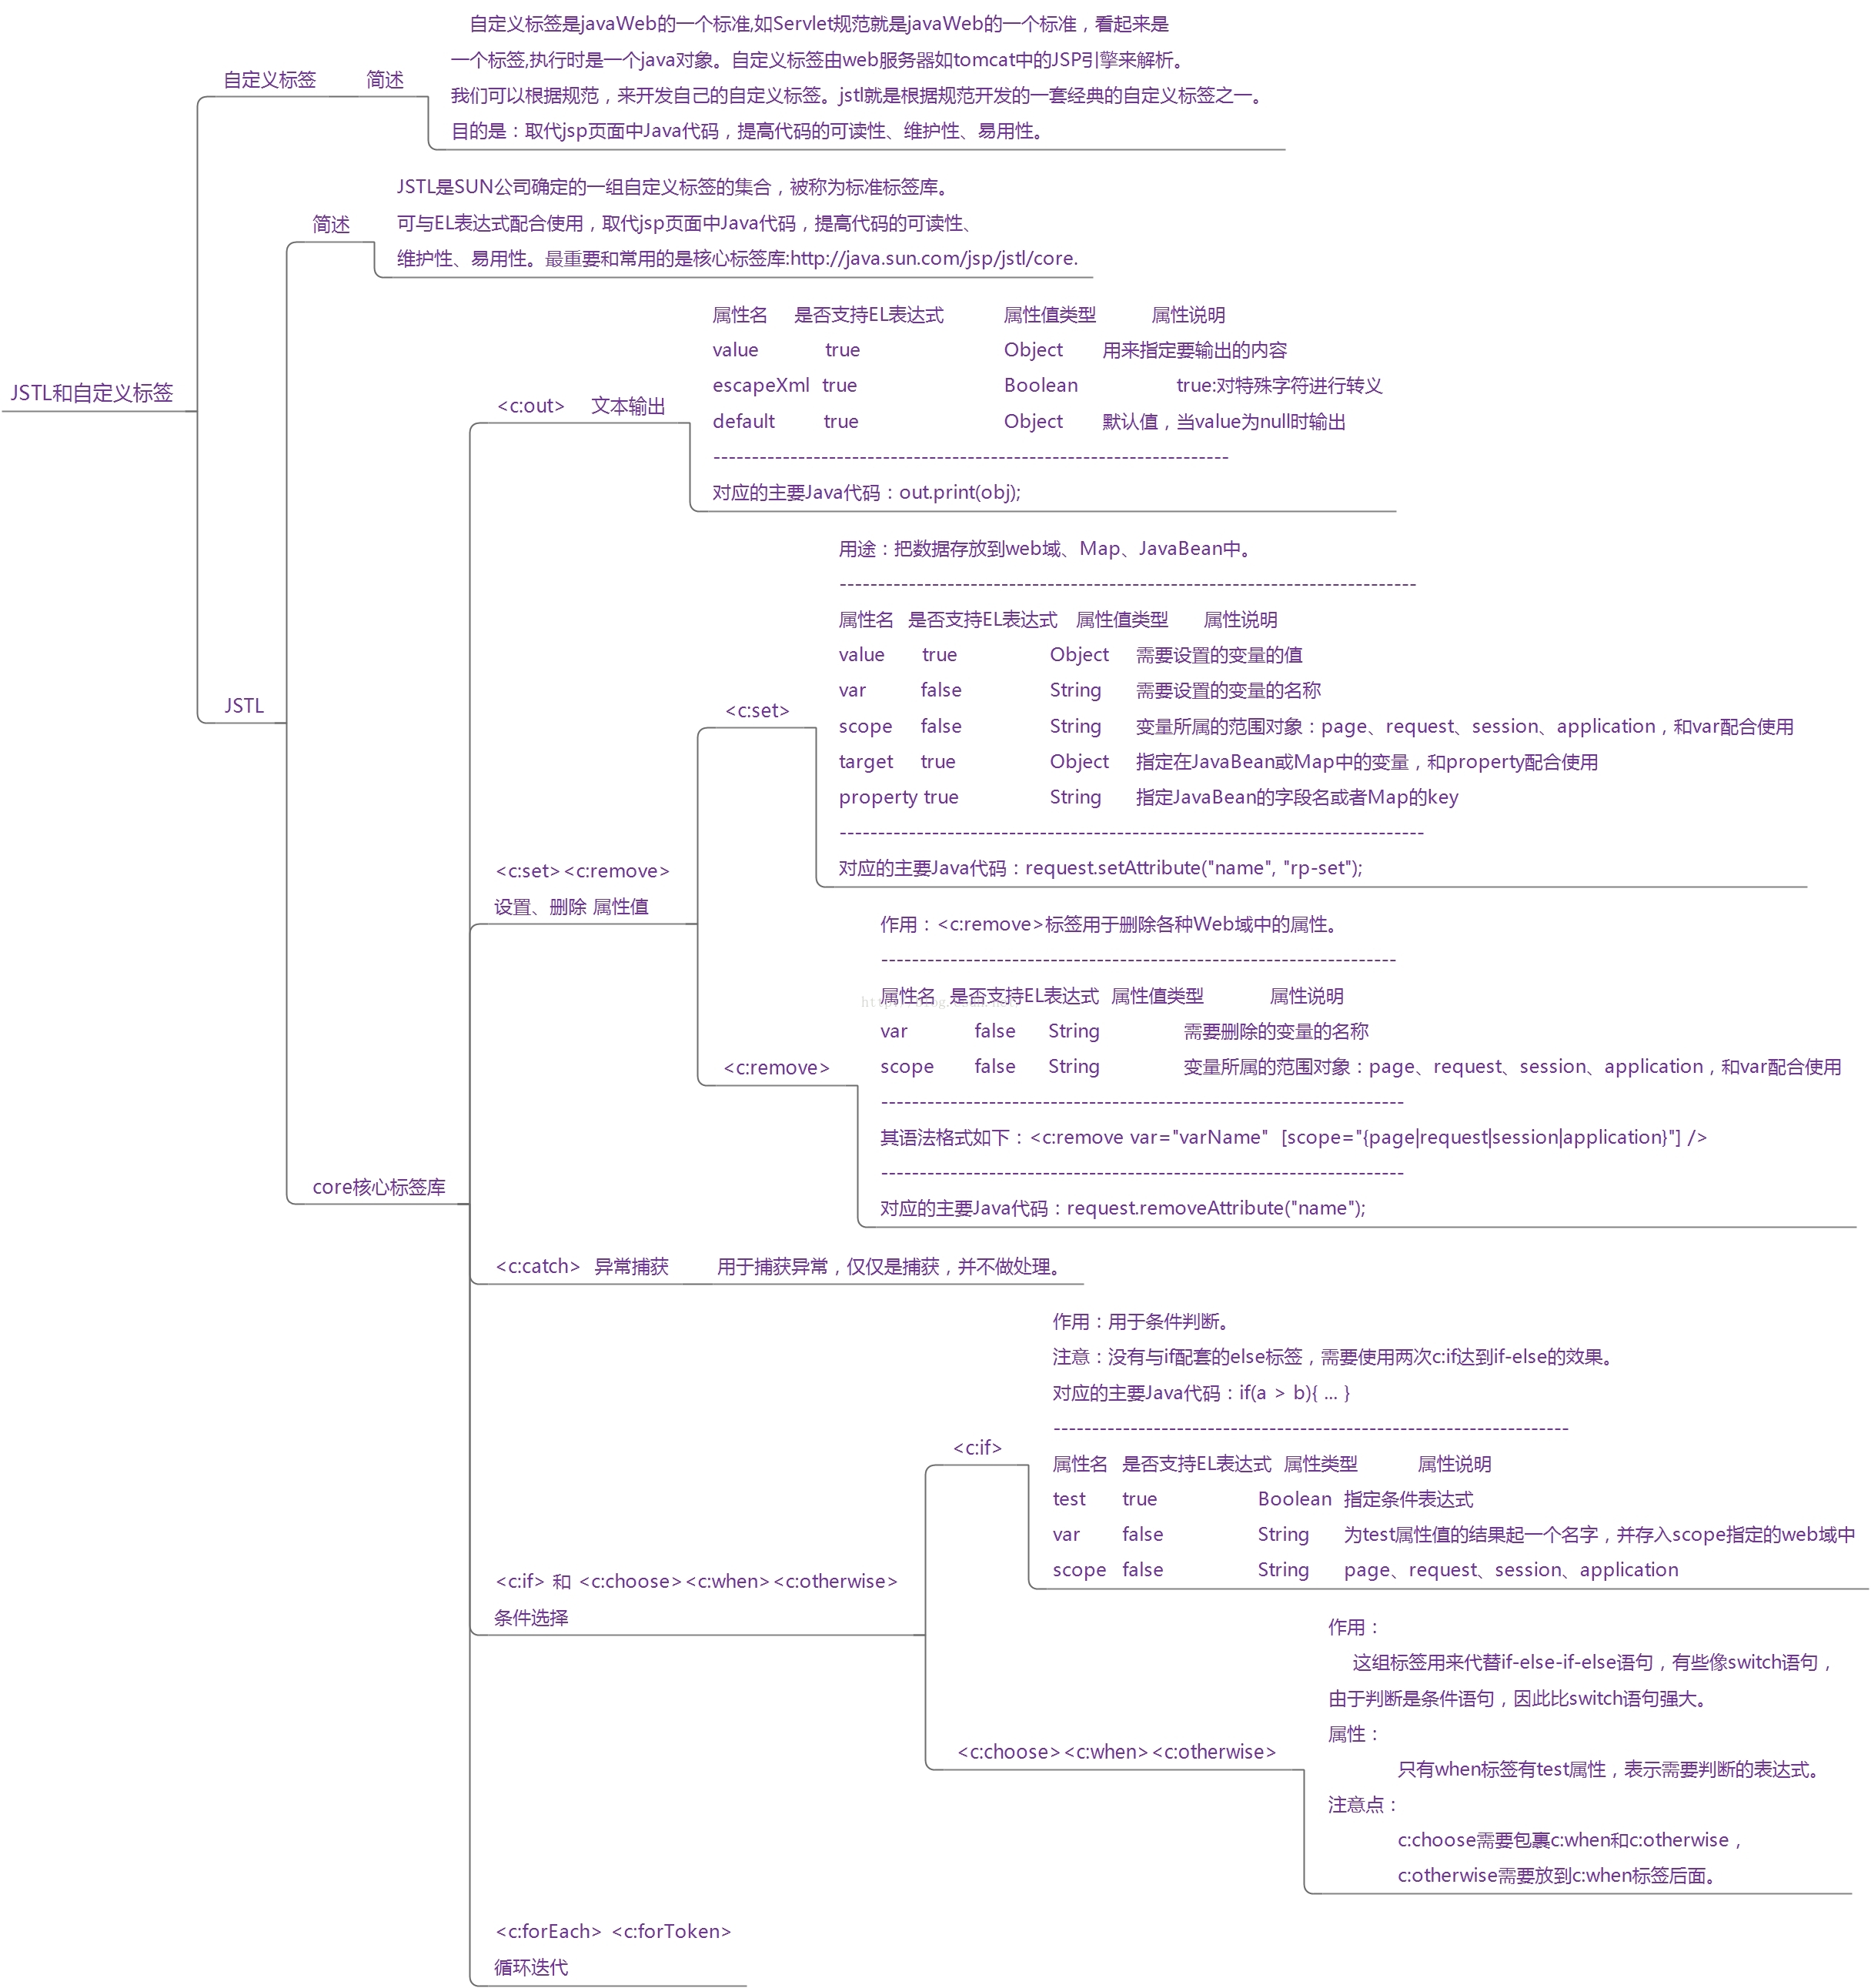 自定义标签是javaWeb的一个标准,如Servlet规范就是javaWeb的一个标准，看起来是
一个标签,执行时是一个java对象。自定义标签由web服务器如tomcat中的JSP引擎来解析。
自定义标签 简述
我们可以根据规范，来开发自己的自定义标签。jstl就是根据规范开发的一套经典的自定义标签之一。
目的是：取代jsp页面中Java代码，提高代码的可读性、维护性、易用性。
JSTL是SUN公司确定的一组自定义标签的集合，被称为标准标签库。
简述
可与EL表达式配合使用，取代jsp页面中Java代码，提高代码的可读性、
维护性、易用性。最重要和常用的是核心标签库:http://java.sun.com/jsp/jstl/core.
JSTL和自定义标签
JSTL
core核心标签库
<c:out> 文本输出
属性名 是否支持EL表达式 属性值类型 属性说明
value true Object 用来指定要输出的内容
escapeXml true Boolean true:对特殊字符进行转义
default true Object 默认值，当value为null时输出
-------------------------------------------------------------------
对应的主要Java代码：out.print(obj);
<c:set><c:remove>
设置、删除 属性值
<c:set>
用途：把数据存放到web域、Map、JavaBean中。
---------------------------------------------------------------------------
属性名 是否支持EL表达式 属性值类型 属性说明
value true Object 需要设置的变量的值
var false String 需要设置的变量的名称
scope false String 变量所属的范围对象：page、request、session、application，和var配合使用
target true Object 指定在JavaBean或Map中的变量，和property配合使用
property true String 指定JavaBean的字段名或者Map的key
----------------------------------------------------------------------------
对应的主要Java代码：request.setAttribute("name", "rp-set");
<c:remove>
作用：<c:remove>标签用于删除各种Web域中的属性。
-------------------------------------------------------------------
属性名 是否支持EL表达式 属性值类型 属性说明
var false String 需要删除的变量的名称
scope false String 变量所属的范围对象：page、request、session、application，和var配合使用
--------------------------------------------------------------------
其语法格式如下：<c:remove var="varName" [scope="{page|request|session|application}"] />
--------------------------------------------------------------------
对应的主要Java代码：request.removeAttribute("name");
<c:catch> 异常捕获 用于捕获异常，仅仅是捕获，并不做处理。
<c:if> 和 <c:choose><c:when><c:otherwise>
条件选择
<c:if>
作用：用于条件判断。
注意：没有与if配套的else标签，需要使用两次c:if达到if-else的效果。
对应的主要Java代码：if(a > b){ ... }
-------------------------------------------------------------------
属性名 是否支持EL表达式 属性类型 属性说明
test true Boolean 指定条件表达式
var false String 为test属性值的结果起一个名字，并存入scope指定的web域中
scope false String page、request、session、application
<c:choose><c:when><c:otherwise>
作用：
这组标签用来代替if-else-if-else语句，有些像switch语句，
由于判断是条件语句，因此比switch语句强大。
属性：
只有when标签有test属性，表示需要判断的表达式。
注意点：
c:choose需要包裹c:when和c:otherwise，
c:otherwise需要放到c:when标签后面。
<c:forEach> <c:forToken>
循环迭代